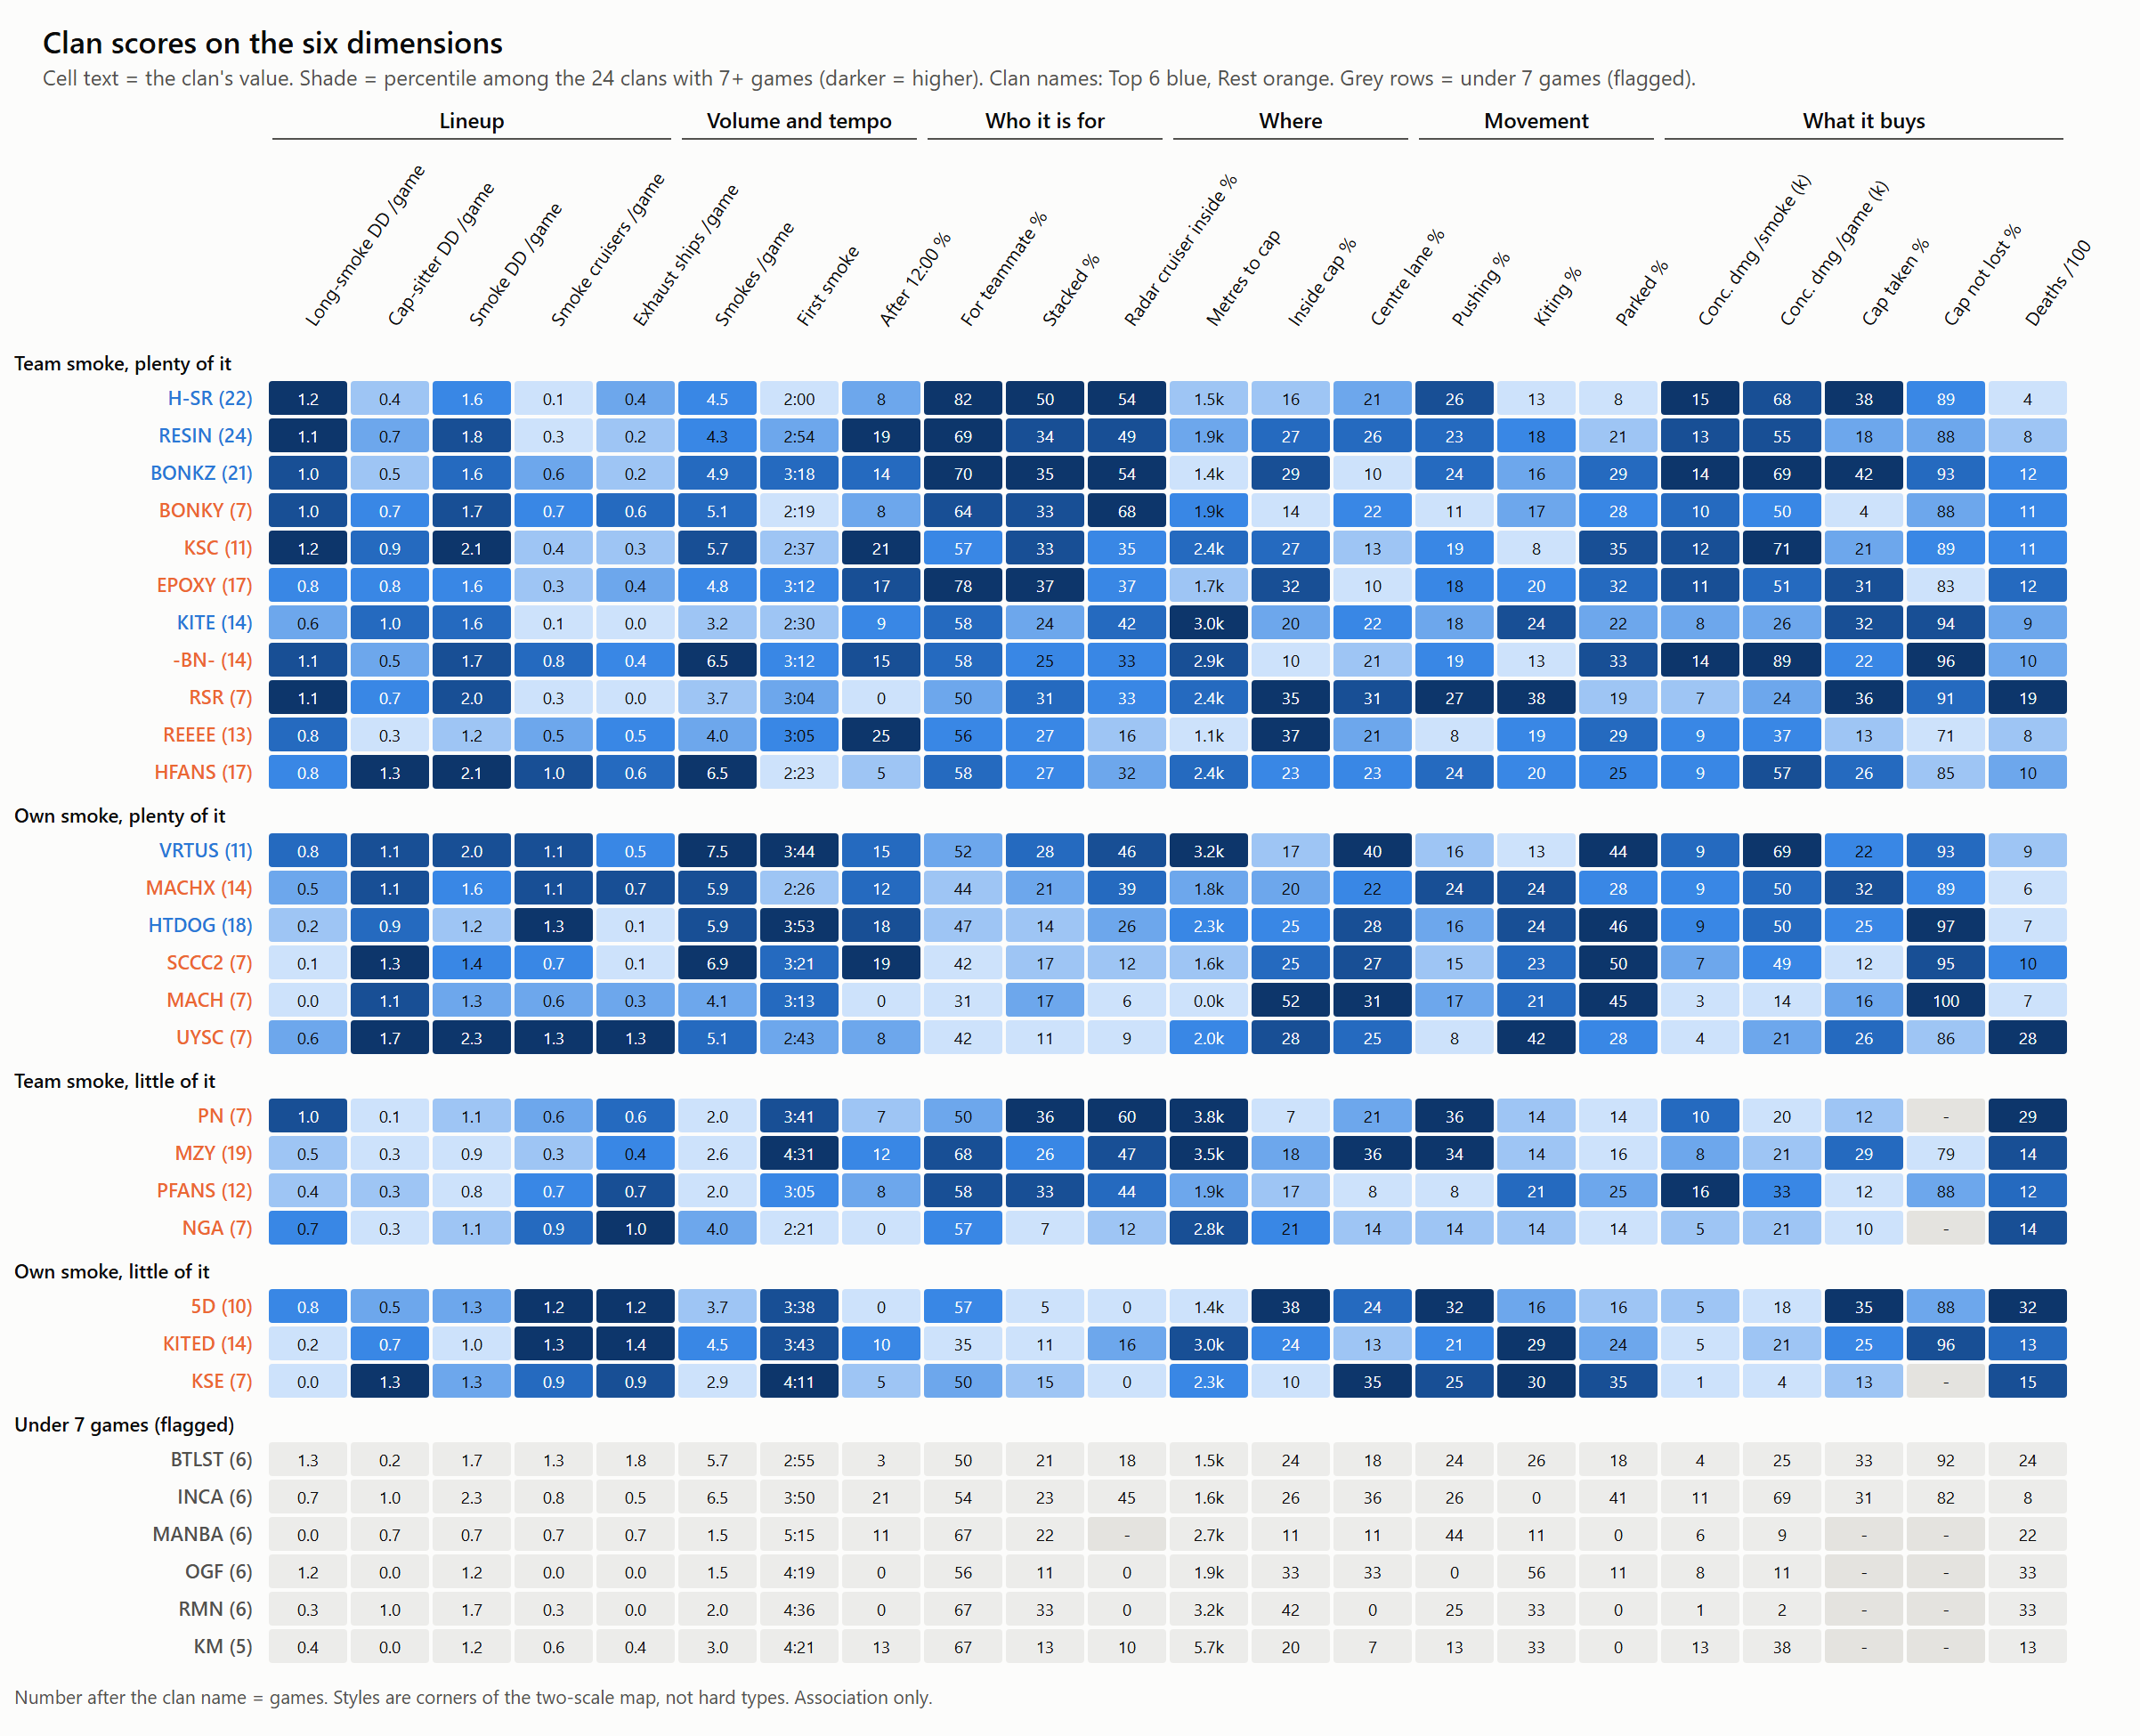 Clan scores on the six dimensions
Cell text = the clan's value. Shade = percentile among the 24 clans with 7+ games (darker = higher). Clan names: Top 6 blue, Rest orange. Grey rows = under 7 games (flagged).
Lineup Volume and tempo Who it is for Where Movement What it buys
Long-smoke DD /game Cap-sitter DD /game Smoke DD /game Smoke cruisers /game Exhaust ships /game Smokes /game First smoke After 12:00 % For teammate % Stacked % Radar cruiser inside % Metres to cap Inside cap % Centre lane % Pushing % Kiting % Parked % Conc. dmg /smoke (k) Conc. dmg /game (k) Cap taken % Cap not lost % Deaths /100
Team smoke, plenty of it
H-SR (22) 1.2 0.4 1.6 0.1 0.4 4.5 2:00 8 82 50 54 1.5k 16 21 26 13 8 15 68 38 89 4
RESIN (24) 1.1 0.7 1.8 0.3 0.2 4.3 2:54 19 69 34 49 1.9k 27 26 23 18 21 13 55 18 88 8
BONKZ (21) 1.0 0.5 1.6 0.6 0.2 4.9 3:18 14 70 35 54 1.4k 29 10 24 16 29 14 69 42 93 12
BONKY (7) 1.0 0.7 1.7 0.7 0.6 5.1 2:19 8 64 33 68 1.9k 14 22 11 17 28 10 50 4 88 11
KSC (11) 1.2 0.9 2.1 0.4 0.3 5.7 2:37 21 57 33 35 2.4k 27 13 19 8 35 12 71 21 89 11
EPOXY (17) 0.8 0.8 1.6 0.3 0.4 4.8 3:12 17 78 37 37 1.7k 32 10 18 20 32 11 51 31 83 12
KITE (14) 0.6 1.0 1.6 0.1 0.0 3.2 2:30 9 58 24 42 3.0k 20 22 18 24 22 8 26 32 94 9
-BN- (14) 1.1 0.5 1.7 0.8 0.4 6.5 3:12 15 58 25 33 2.9k 10 21 19 13 33 14 89 22 96 10
RSR (7) 1.1 0.7 2.0 0.3 0.0 3.7 3:04 0 50 31 33 2.4k 35 31 27 38 19 7 24 36 91 19
REEEE (13) 0.8 0.3 1.2 0.5 0.5 4.0 3:05 25 56 27 16 1.1k 37 21 8 19 29 9 37 13 71 8
HFANS (17) 0.8 1.3 2.1 1.0 0.6 6.5 2:23 5 58 27 32 2.4k 23 23 24 20 25 9 57 26 85 10
Own smoke, plenty of it
VRTUS (11) 0.8 1.1 2.0 1.1 0.5 7.5 3:44 15 52 28 46 3.2k 17 40 16 13 44 9 69 22 93 9
MACHX (14) 0.5 1.1 1.6 1.1 0.7 5.9 2:26 12 44 21 39 1.8k 20 22 24 24 28 9 50 32 89 6
HTDOG (18) 0.2 0.9 1.2 1.3 0.1 5.9 3:53 18 47 14 26 2.3k 25 28 16 24 46 9 50 25 97 7
SCCC2 (7) 0.1 1.3 1.4 0.7 0.1 6.9 3:21 19 42 17 12 1.6k 25 27 15 23 50 7 49 12 95 10
MACH (7) 0.0 1.1 1.3 0.6 0.3 4.1 3:13 0 31 17 6 0.0k 52 31 17 21 45 3 14 16 100 7
UYSC (7) 0.6 1.7 2.3 1.3 1.3 5.1 2:43 8 42 11 9 2.0k 28 25 8 42 28 4 21 26 86 28
Team smoke, little of it
PN (7) 1.0 0.1 1.1 0.6 0.6 2.0 3:41 7 50 36 60 3.8k 7 21 36 14 14 10 20 12 - 29
MZY (19) 0.5 0.3 0.9 0.3 0.4 2.6 4:31 12 68 26 47 3.5k 18 36 34 14 16 8 21 29 79 14
PFANS (12) 0.4 0.3 0.8 0.7 0.7 2.0 3:05 8 58 33 44 1.9k 17 8 8 21 25 16 33 12 88 12
NGA (7) 0.7 0.3 1.1 0.9 1.0 4.0 2:21 0 57 7 12 2.8k 21 14 14 14 14 5 21 10 - 14
Own smoke, little of it
5D (10) 0.8 0.5 1.3 1.2 1.2 3.7 3:38 0 57 5 0 1.4k 38 24 32 16 16 5 18 35 88 32
KITED (14) 0.2 0.7 1.0 1.3 1.4 4.5 3:43 10 35 11 16 3.0k 24 13 21 29 24 5 21 25 96 13
KSE (7) 0.0 1.3 1.3 0.9 0.9 2.9 4:11 5 50 15 0 2.3k 10 35 25 30 35 1 4 13 - 15
Under 7 games (flagged)
BTLST (6) 1.3 0.2 1.7 1.3 1.8 5.7 2:55 3 50 21 18 1.5k 24 18 24 26 18 4 25 33 92 24
INCA (6) 0.7 1.0 2.3 0.8 0.5 6.5 3:50 21 54 23 45 1.6k 26 36 26 0 41 11 69 31 82 8
MANBA (6) 0.0 0.7 0.7 0.7 0.7 1.5 5:15 11 67 22 - 2.7k 11 11 44 11 0 6 9 - - 22
OGF (6) 1.2 0.0 1.2 0.0 0.0 1.5 4:19 0 56 11 0 1.9k 33 33 0 56 11 8 11 - - 33
RMN (6) 0.3 1.0 1.7 0.3 0.0 2.0 4:36 0 67 33 0 3.2k 42 0 25 33 0 1 2 - - 33
KM (5) 0.4 0.0 1.2 0.6 0.4 3.0 4:21 13 67 13 10 5.7k 20 7 13 33 0 13 38 - - 13
Number after the clan name = games. Styles are corners of the two-scale map, not hard types. Association only.